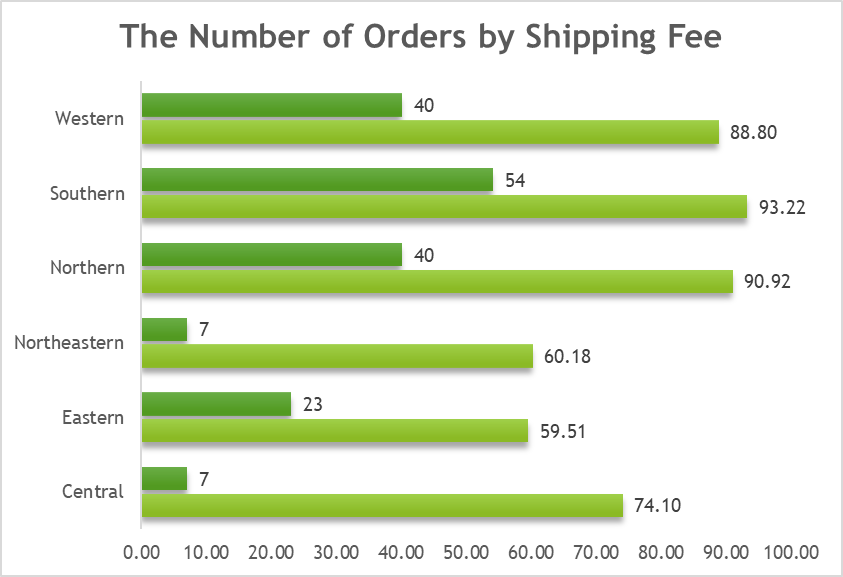 The Number of Orders by Shipping Fee
Western
40
88.80
Southern
54
93.22
Northern
40
90.92
Northeastern
7
60.18
Eastern
23
59.51
Central
7
74.10
0.00 10.00 20.00 30.00 40.00 50.00 60.00 70.00 80.00 90.00 100.00